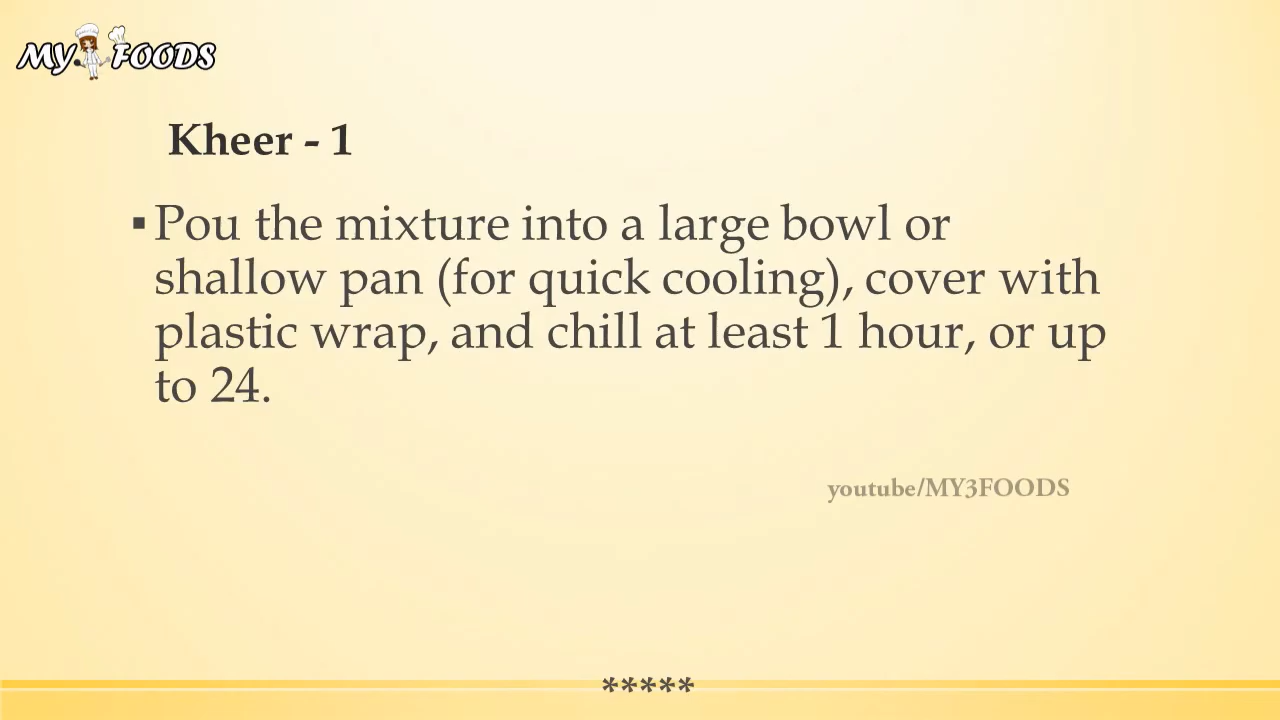 MY FOODS
Kheer - 1
▪ Pou the mixture into a large bowl or
shallow pan (for quick cooling), cover with
plastic wrap, and chill at least 1 hour, or up
to 24.
youtube/MY3FOODS
*****